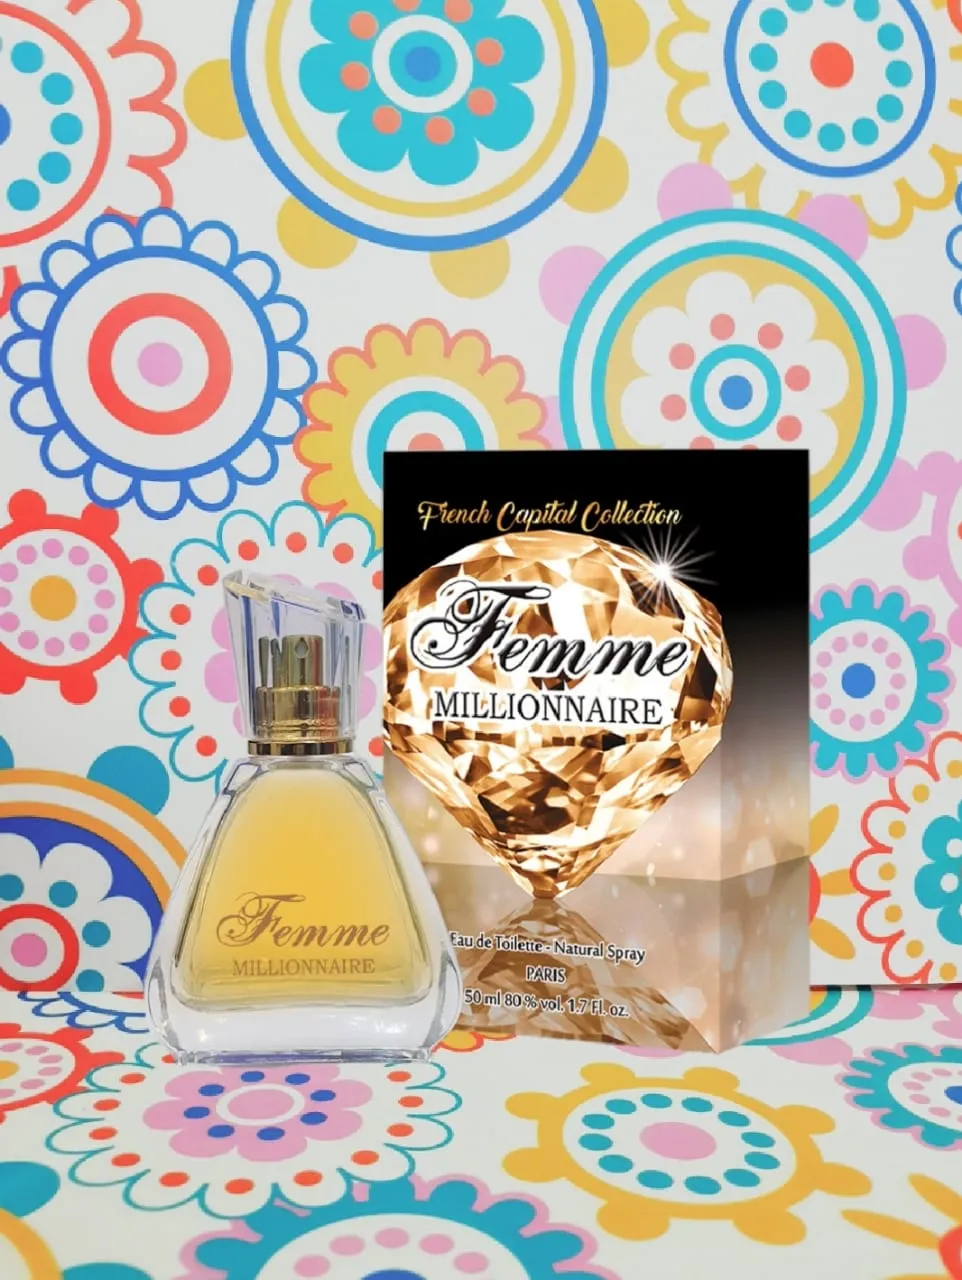 French Capital Collection
Femme
MILLIONNAIRE
Eau de Toilette - Natural Spray
PARIS
50 ml 80 % vol. 1.7 Fl. oz.
Femme
MILLIONNAIRE